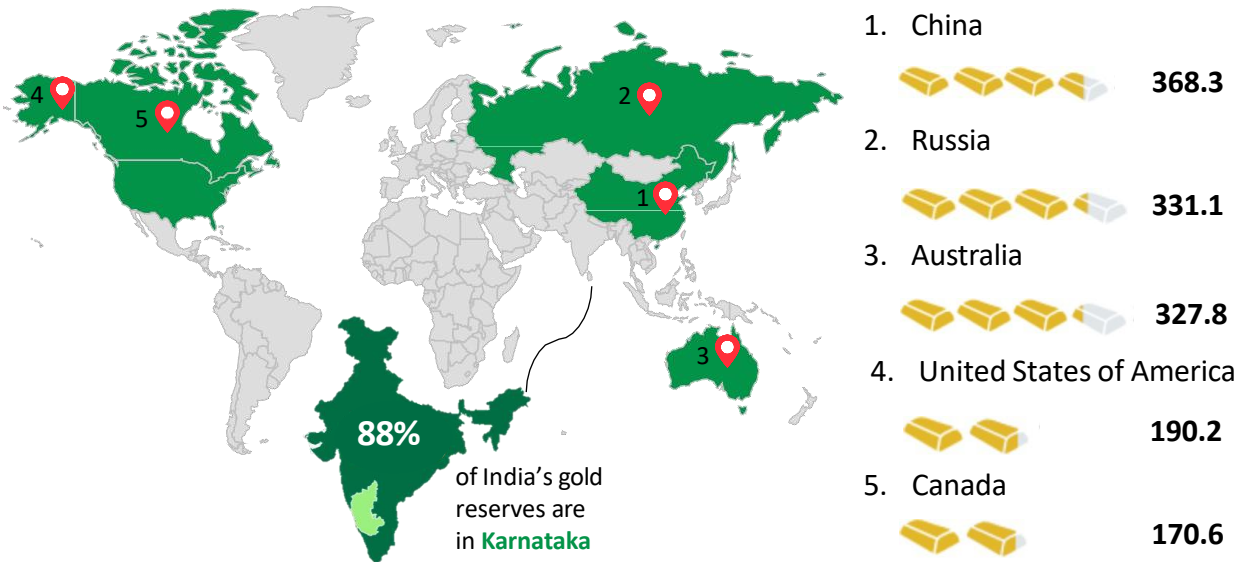 4
5
2
1
3
88%
of India's gold
reserves are
in Karnataka
1. China
368.3
2. Russia
331.1
3. Australia
327.8
4. United States of America
190.2
5. Canada
170.6